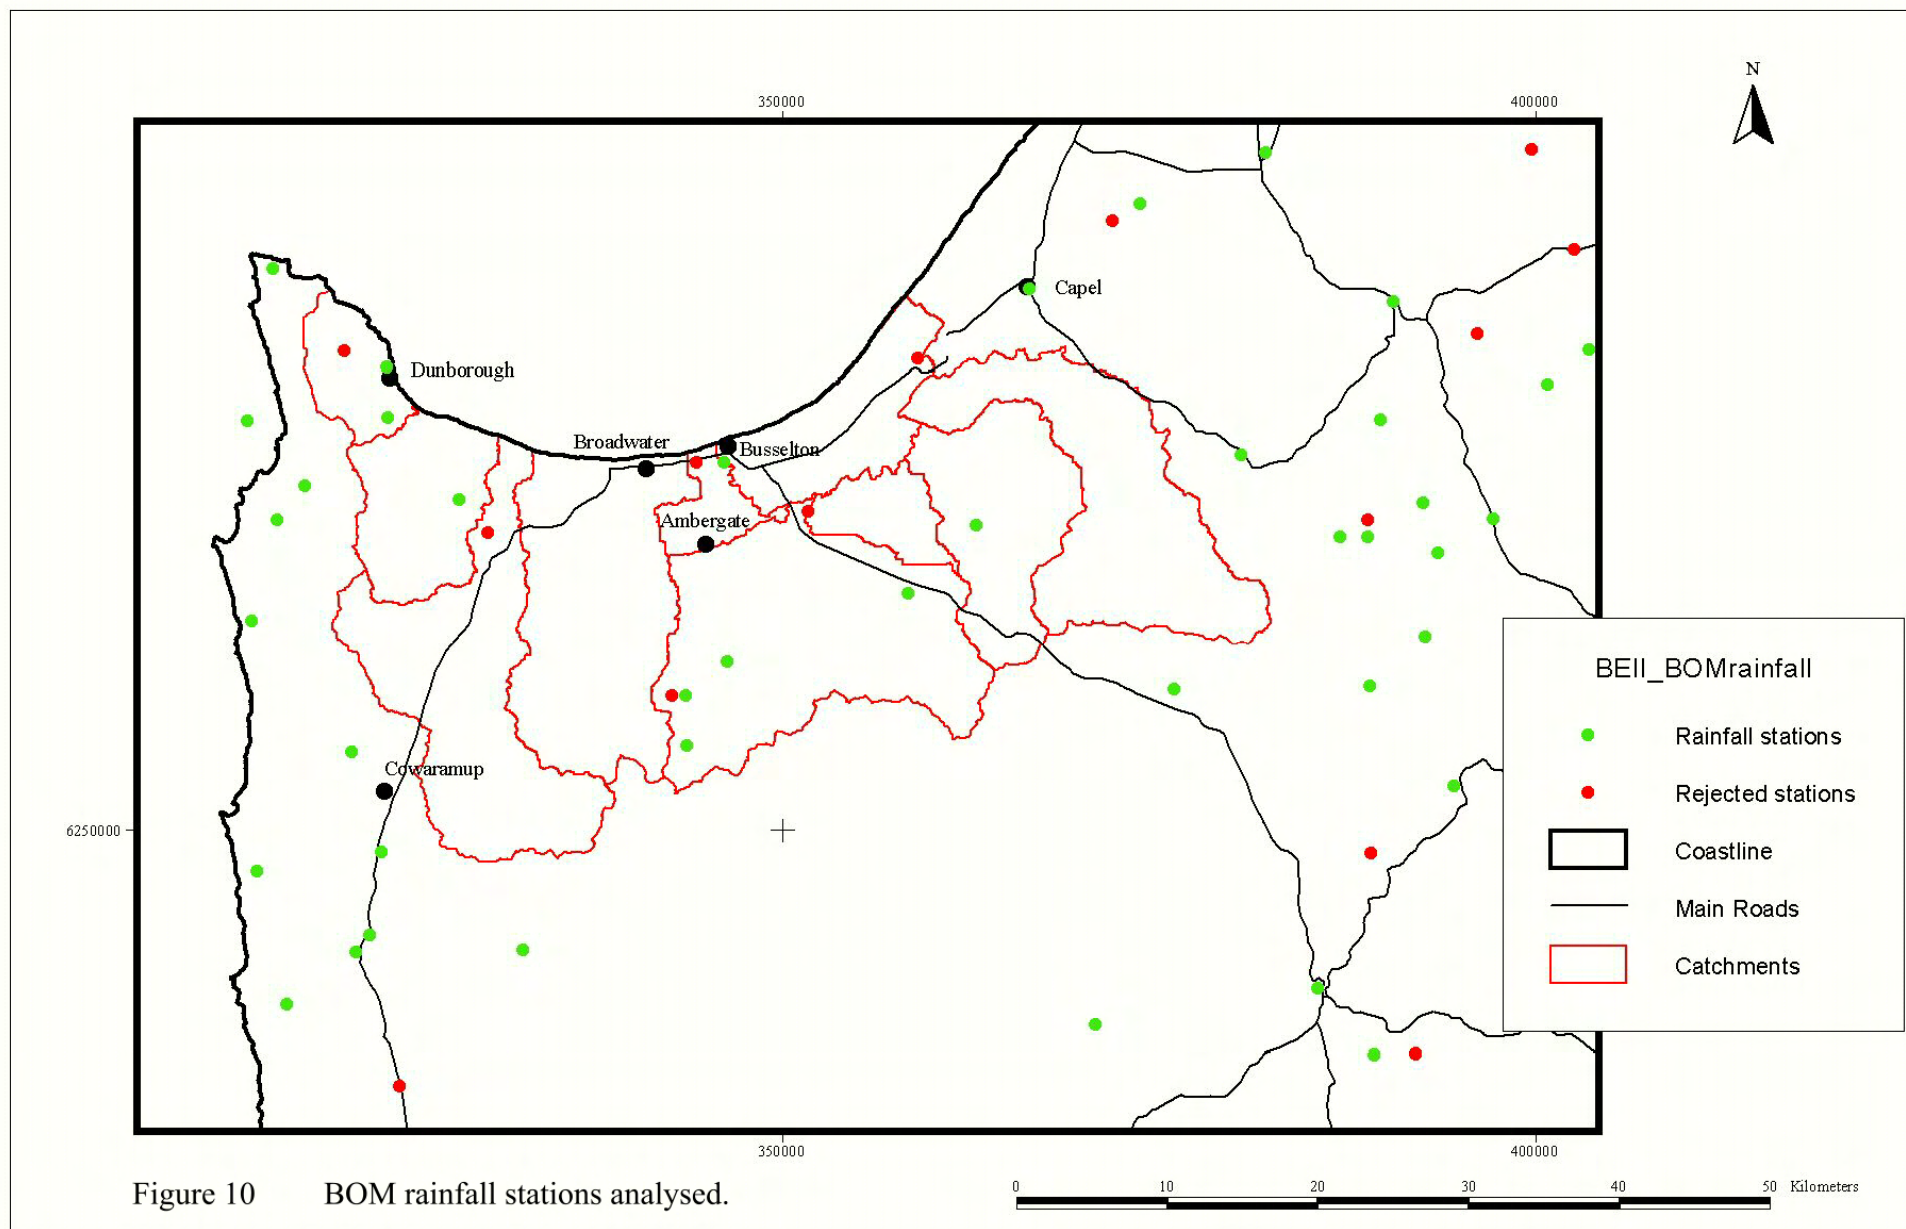 N
350000 400000
Capel
Dunborough
Broadwater
Busselton
Ambergate
Cowaramup
6250000
BEII_BOMrainfall
Rainfall stations
Rejected stations
Coastline
Main Roads
Catchments
350000 400000
Figure 10 BOM rainfall stations analysed.
0 10 20 30 40 50 Kilometers